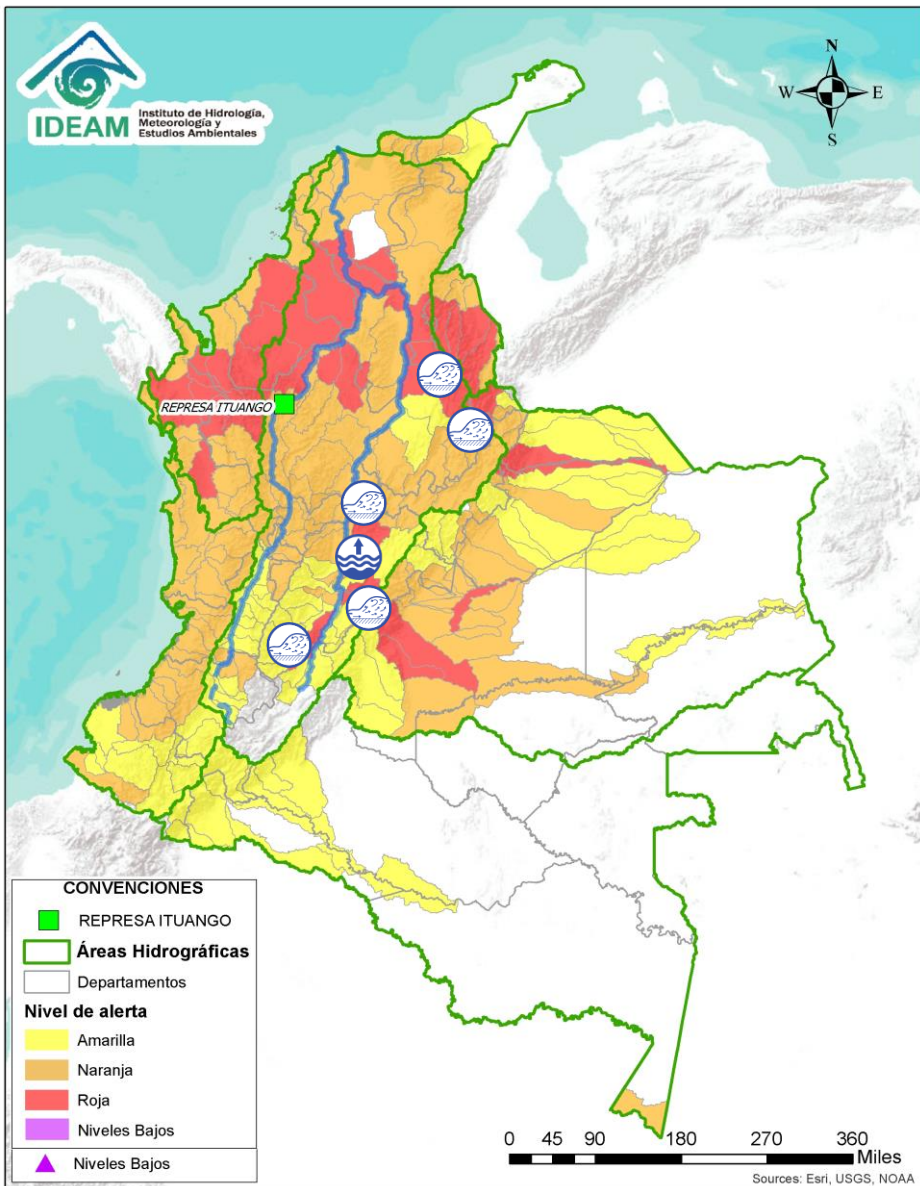 IDEAM
Instituto de Hidrología,
Meteorología y
Estudios Ambientales
N
W
E
S
REPRESA ITUANGO
CONVENCIONES
REPRESA ITUANGO
Áreas Hidrográficas
Departamentos
Nivel de alerta
Amarilla
Naranja
Roja
Niveles Bajos
Niveles Bajos
0 45 90 180 270 360
Miles
Sources: Esri, USGS, NOAA